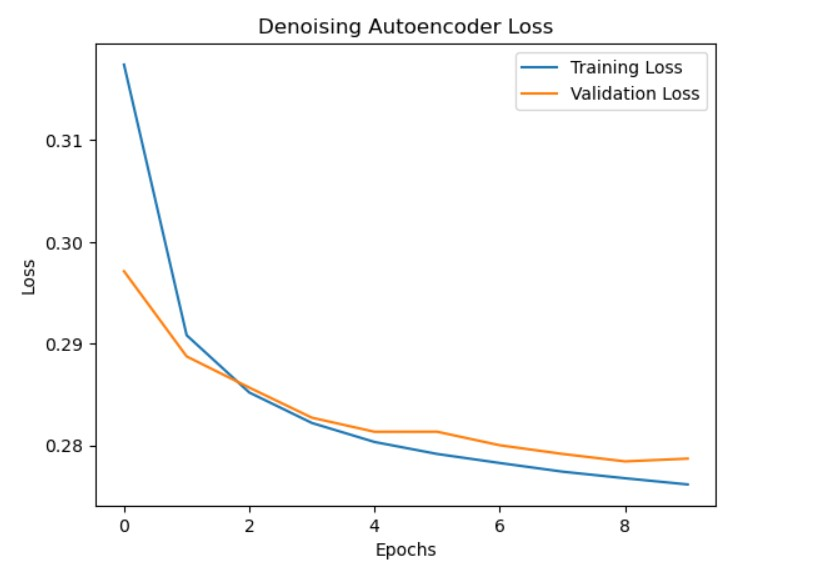 Denoising Autoencoder Loss
Training Loss
Validation Loss
0.31
0.30
0.29
0.28
Loss
0 2 4 6 8
Epochs